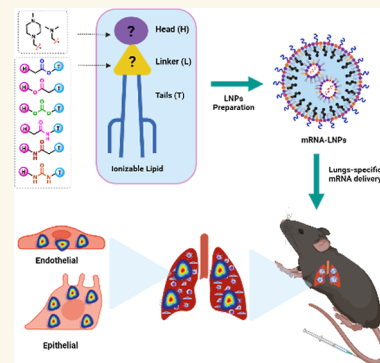 ?
Head (H)
?
Linker (L)
Tails (T)
Ionizable Lipid
LNPs
Preparation
mRNA-LNPs
Lungs-specific
mRNA delivery
Endothelial
Epithelial